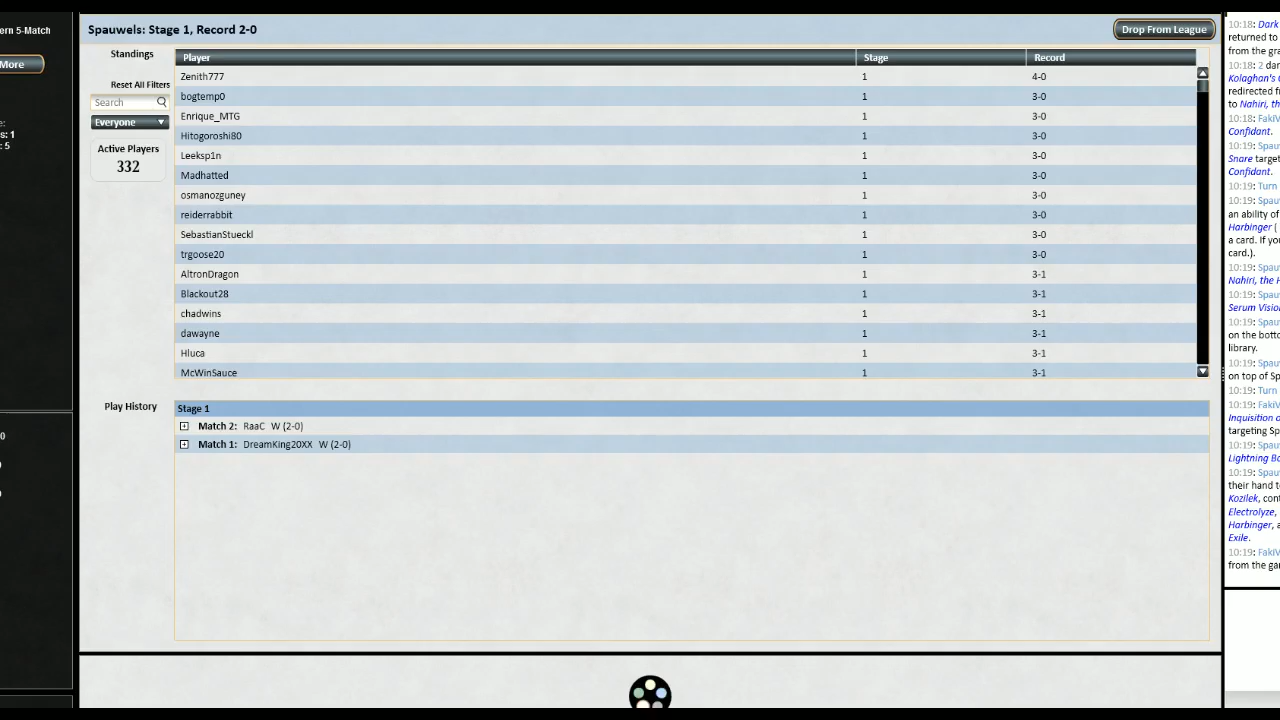 ern 5-Match
More
e:
s: 1
: 5
0
Spauwels: Stage 1, Record 2-0
Drop From League
Standings
Reset All Filters
Search
Everyone
Active Players
332
Player Stage Record
Zenith777 1 4-0
bogtemp0 1 3-0
Enrique_MTG 1 3-0
Hitogoroshi80 1 3-0
Leeksp1n 1 3-0
Madhatted 1 3-0
osmanozguney 1 3-0
reiderrabbit 1 3-0
SebastianStueckl 1 3-0
trgoose20 1 3-0
AltronDragon 1 3-1
Blackout28 1 3-1
chadwins 1 3-1
dawayne 1 3-1
Hluca 1 3-1
McWinSauce 1 3-1
Play History
Stage 1
Match 2: RaaC W (2-0)
Match 1: DreamKing20XX W (2-0)
10:18: Dark
returned to
from the gra
10:18: 2 dar
Kolaghan's C
redirected f
to Nahiri, th
10:18: FakiV
Confidant.
10:19: Spau
Snare target
Confidant.
10:19: Turn
10:19: Spau
an ability of
Harbinger (
a card. If you
card.).
10:19: Spau
Nahiri, the H
10:19: Spau
Serum Visio
10:19: Spau
on the botto
library.
10:19: Spau
on top of Sp
10:19: Turn
10:19: FakiV
Inquisition o
targeting Sp
10:19: Spau
Lightning Bo
10:19: Spau
their hand t
Kozilek, cont
Electrolyze,
Harbinger, a
Exile.
10:19: FakiV
from the ga